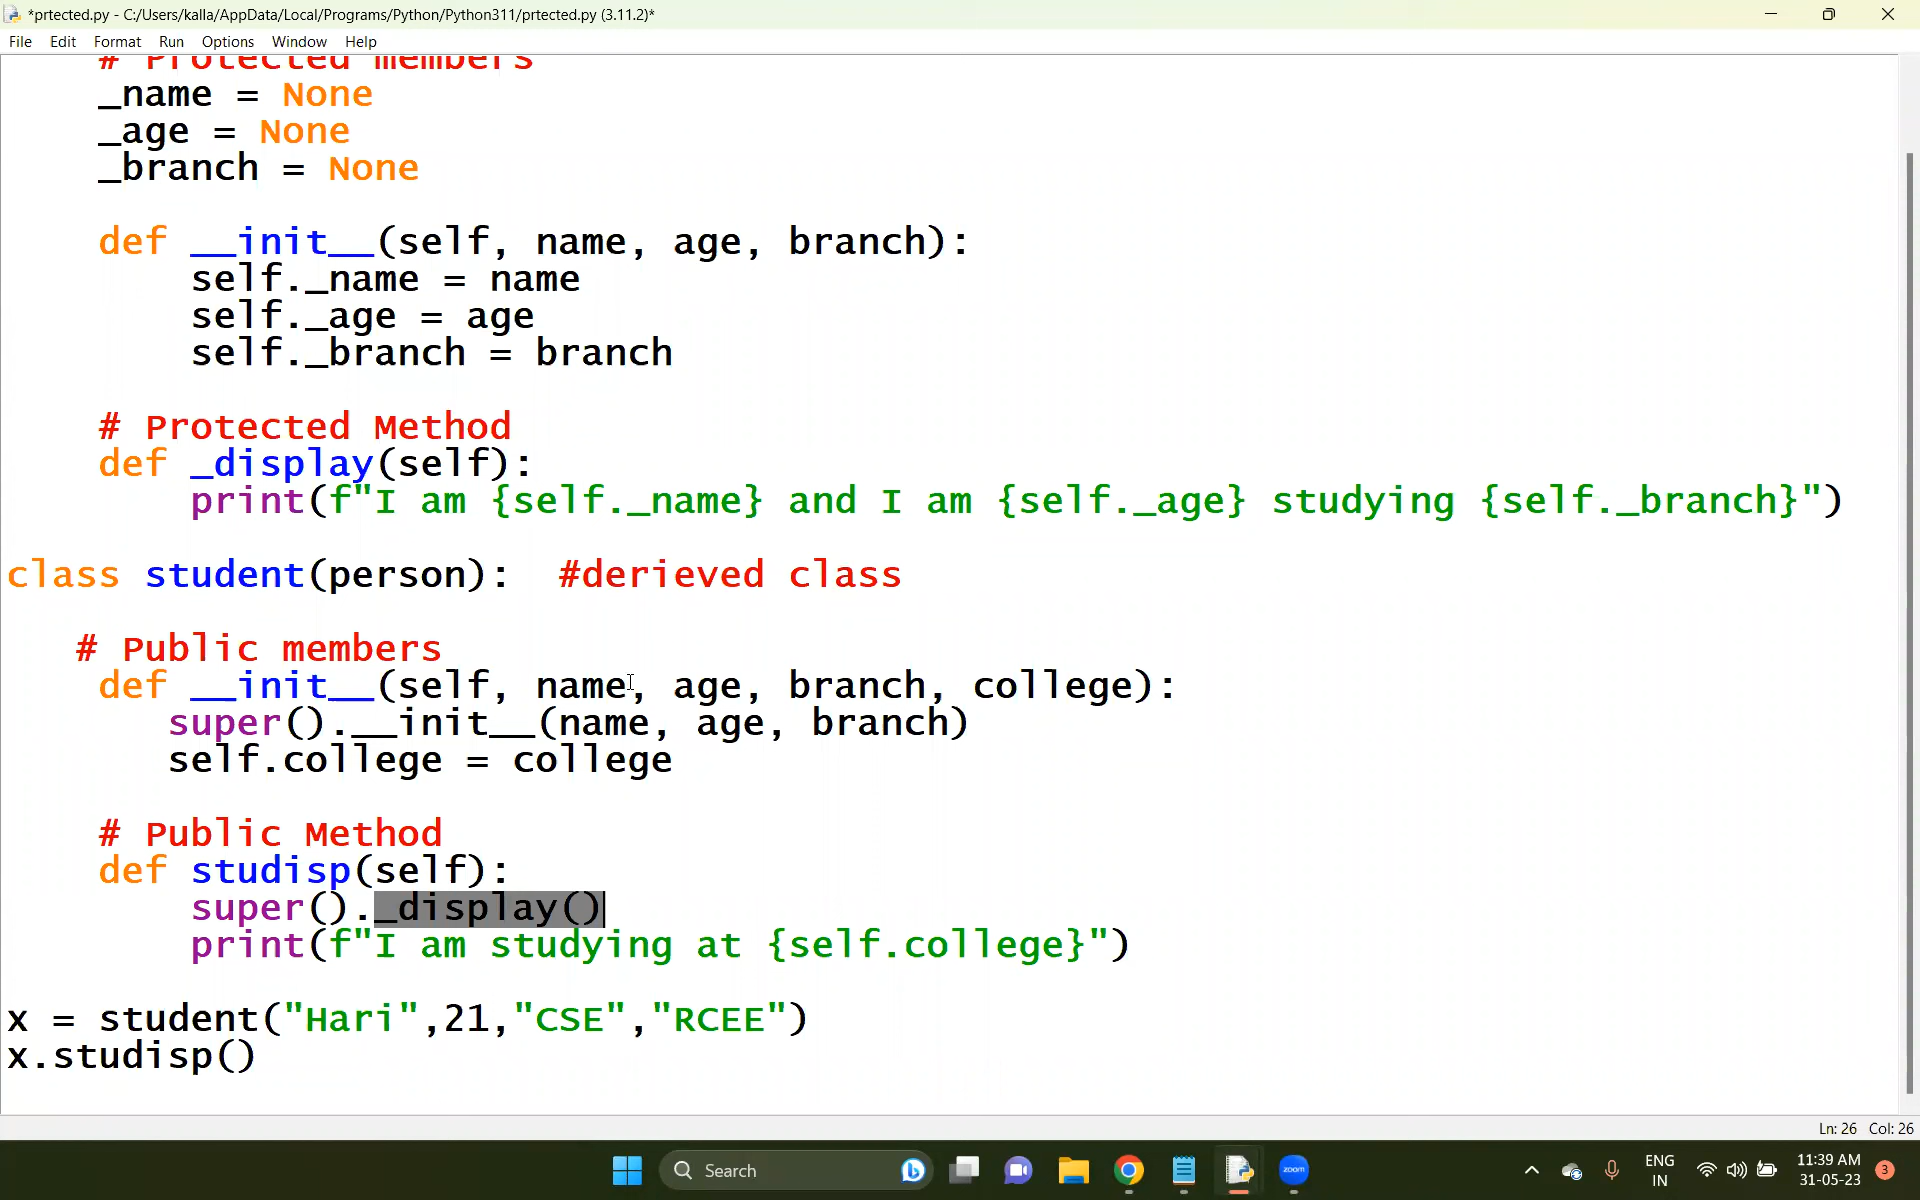 *prtected.py - C:/Users/kalla/AppData/Local/Programs/Python/Python311/prtected.py (3.11.2)*
File Edit Format Run Options Window Help
# Protected members
_name = None
_age = None
_branch = None
def __init__(self, name, age, branch):
self._name = name
self._age = age
self._branch = branch
# Protected Method
def _display(self):
print(f"I am {self._name} and I am {self._age} studying {self._branch}")
class student(person): #derieved class
# Public members
def __init__(self, name, age, branch, college):
super().__init__(name, age, branch)
self.college = college
# Public Method
def studisp(self):
super()._display()
print(f"I am studying at {self.college}")
x = student("Hari",21,"CSE","RCEE")
x.studisp()
Ln: 26 Col: 26
Search
zoom
ENG
IN
11:39 AM
31-05-23
3